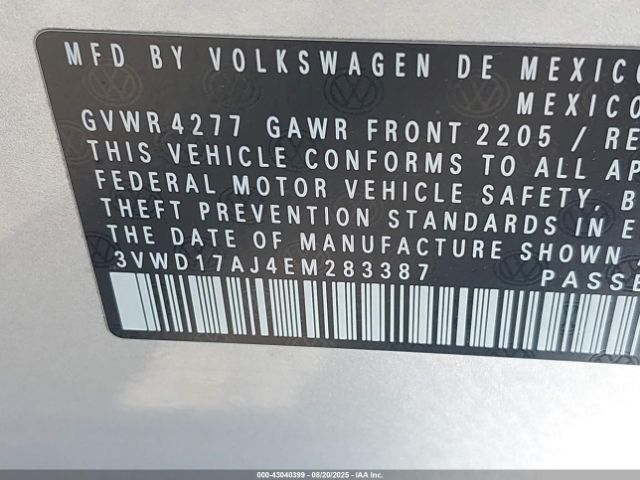 MFD BY VOLKSWAGEN DE MEXICO
MEXICO
GVWR 4277 GAWR FRONT 2205 / RE
THIS VEHICLE CONFORMS TO ALL AP
FEDERAL MOTOR VEHICLE SAFETY, B
THEFT PREVENTION STANDARDS IN E
THE DATE OF MANUFACTURE SHOWN A
3VWD17AJ4EM283387 PASSE
000-43040399 - 08/20/2025 - ©Copyright IAA, Inc.